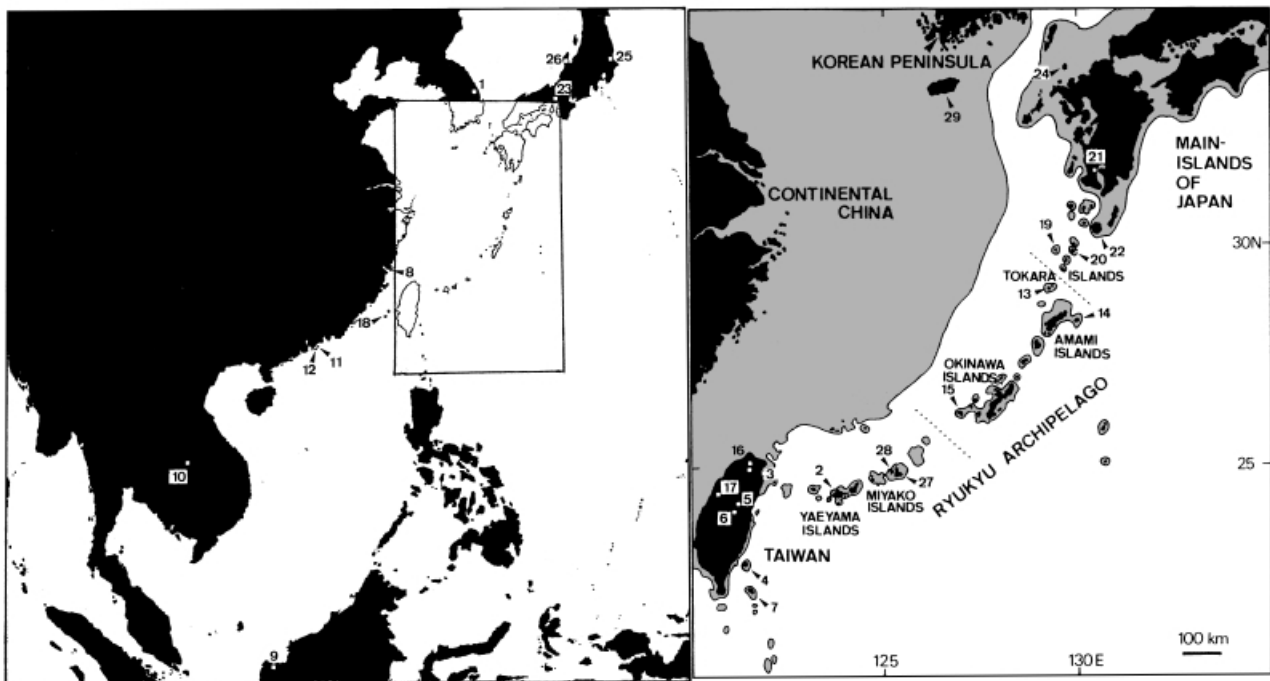 26
25
1
23
8
18
11
12
10
9
KOREAN PENINSULA
24
29
21
MAIN-
ISLANDS
OF
JAPAN
CONTINENTAL
CHINA
19
22
30N
20
TOKARA ISLANDS
13
14
AMAMI
ISLANDS
OKINAWA
ISLANDS
15
RYUKYU ARCHIPELAGO
16
28
25
3
2
27
17
5
MIYAKO
ISLANDS
6
YAEYAMA
ISLANDS
TAIWAN
4
7
100 km
125
130 E